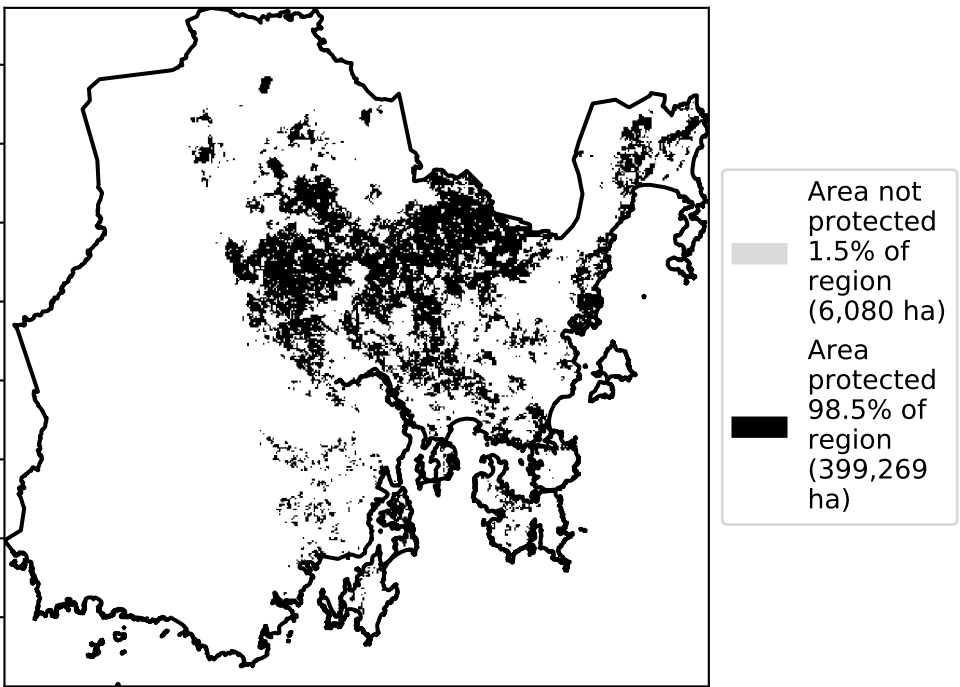 Area not
protected
1.5% of
region
(6,080 ha)
Area
protected
98.5% of
region
(399,269
ha)